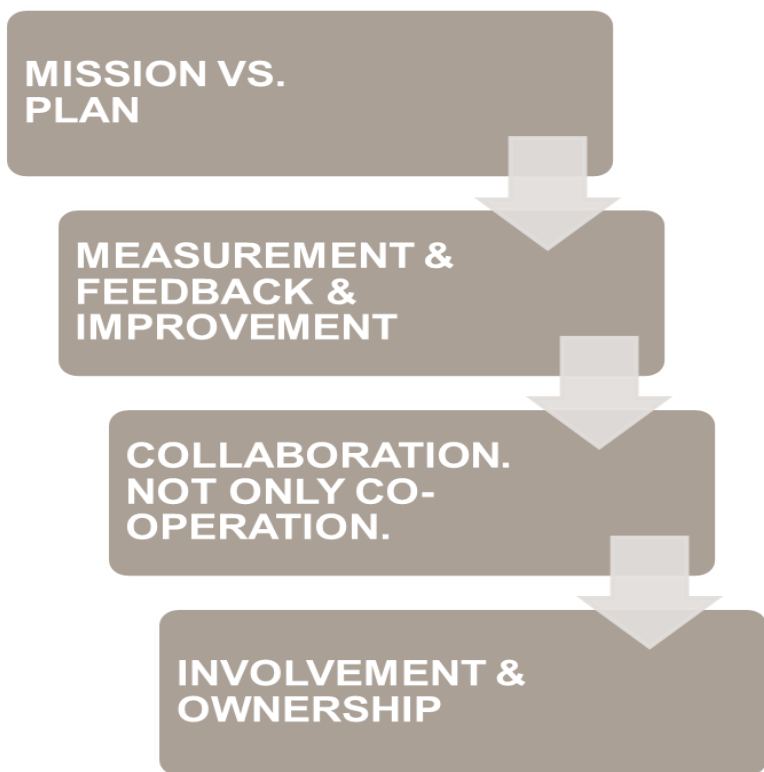 MISSION VS.
PLAN
MEASUREMENT &
FEEDBACK &
IMPROVEMENT
COLLABORATION.
NOT ONLY CO-
OPERATION.
INVOLVEMENT &
OWNERSHIP